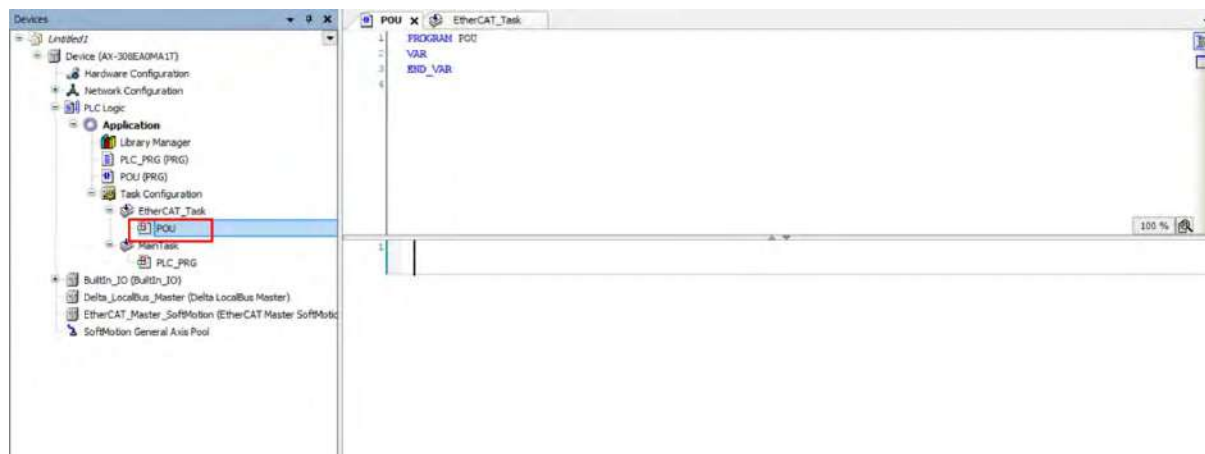 Devices
Untitled1
Device (AX-308EA0MA1T)
Hardware Configuration
Network Configuration
PLC Logic
Application
Library Manager
PLC_PRG (PRG)
POU (PRG)
Task Configuration
EtherCAT_Task
POU
MainTask
PLC_PRG
BuiltIn_IO (BuiltIn_IO)
Delta_LocalBus_Master (Delta LocalBus Master)
EtherCAT_Master_SoftMotion (EtherCAT Master SoftMotio
SoftMotion General Axis Pool
POU EtherCAT_Task
1 PROGRAM POU
2 VAR
3 END_VAR
4
100 %
1